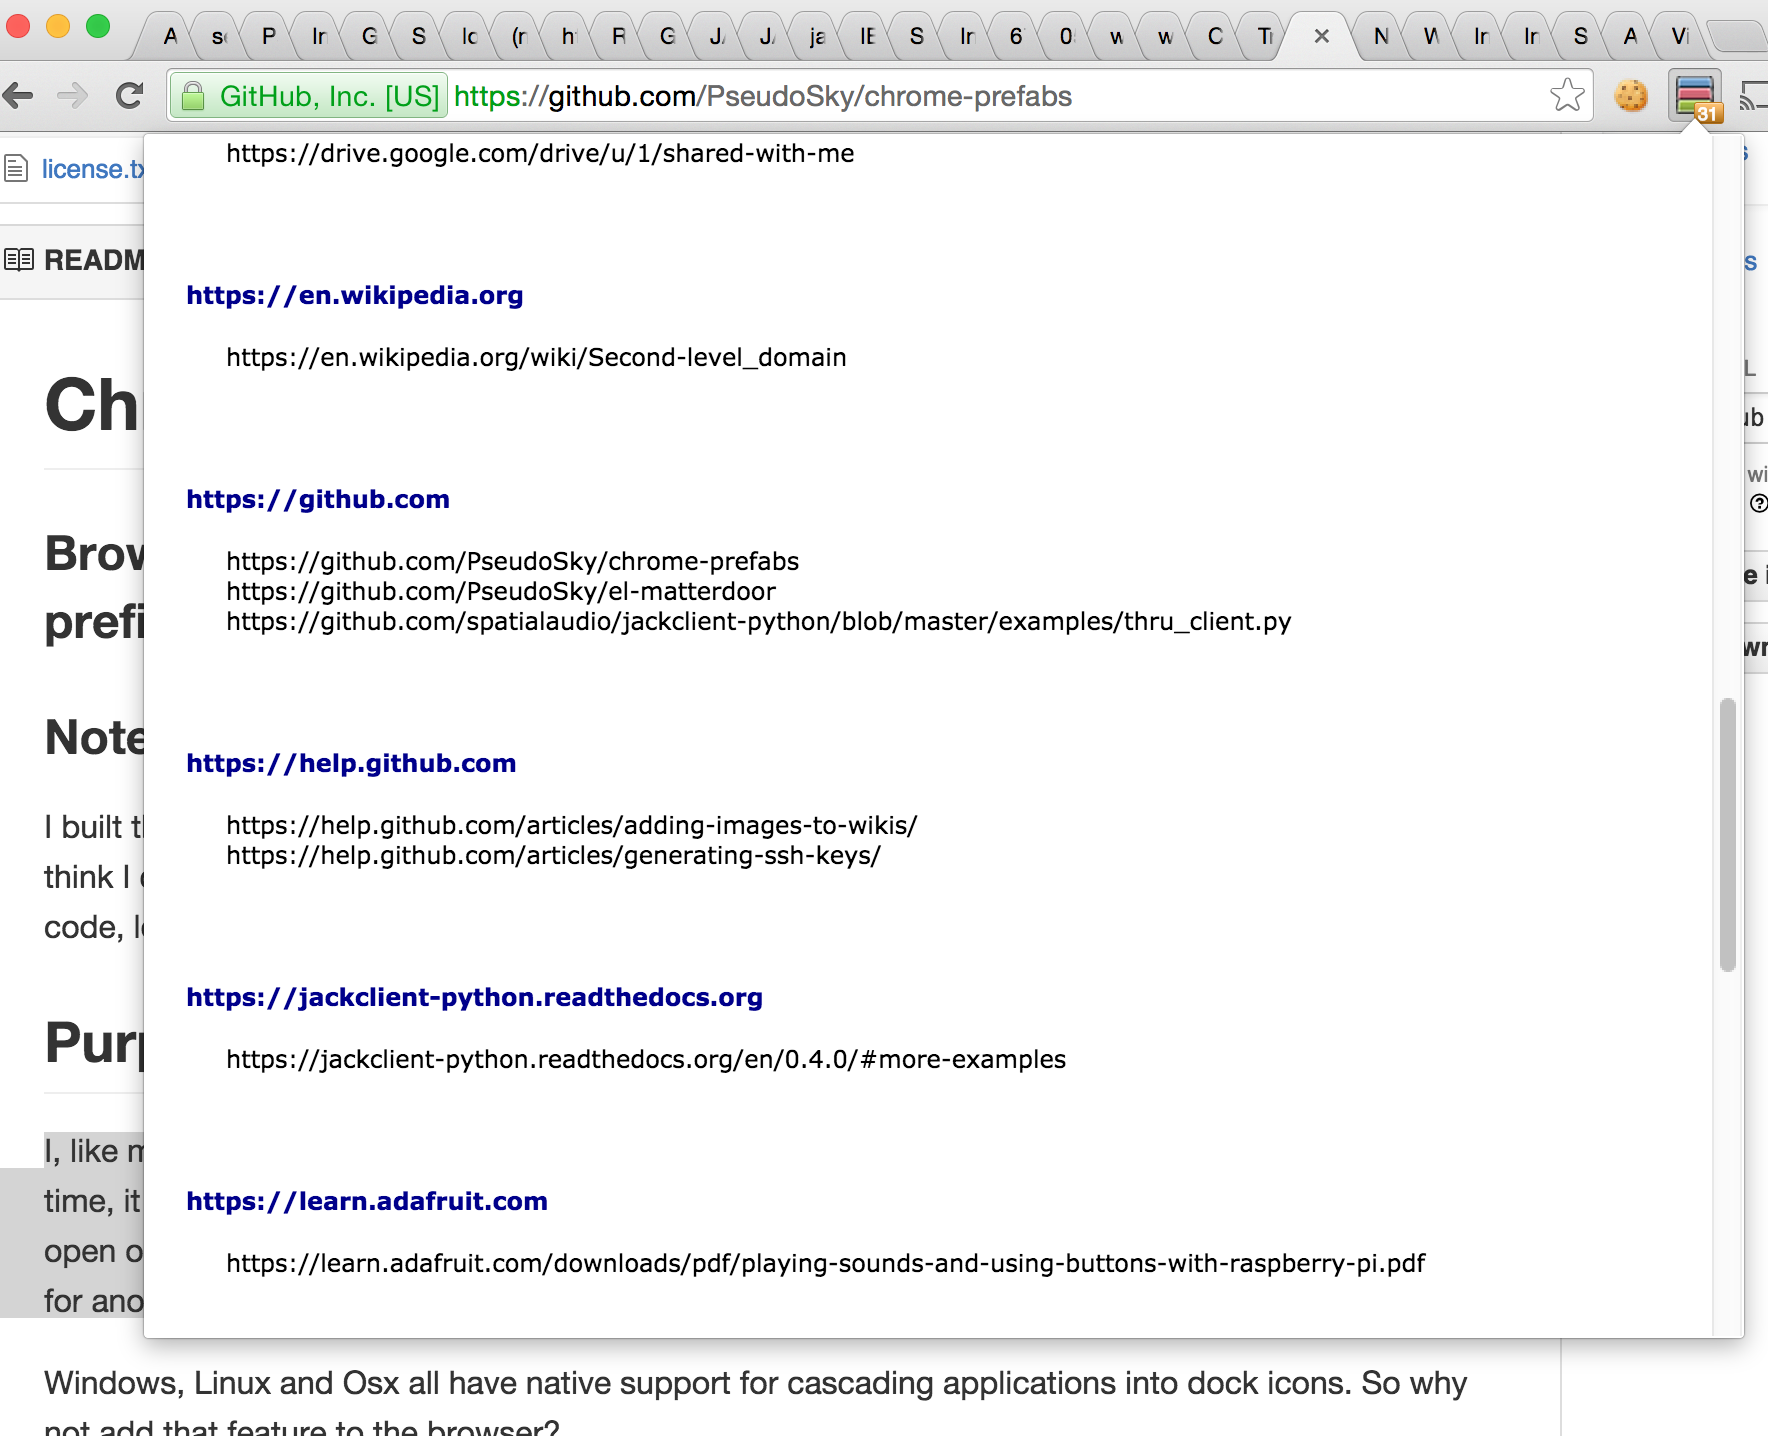 A s P Ir G S Ic (r h R G J J ja IE S Ir 6 0 w w C Tr × N W Ir Ir S A Vi
GitHub, Inc. [US] https://github.com/PseudoSky/chrome-prefabs 31
license.tx
https://drive.google.com/drive/u/1/shared-with-me
s
READM
s
https://en.wikipedia.org
https://en.wikipedia.org/wiki/Second-level_domain
L
Ch
ub
wi
https://github.com
Brow
https://github.com/PseudoSky/chrome-prefabs
e i
https://github.com/PseudoSky/el-matterdoor
prefi
https://github.com/spatialaudio/jackclient-python/blob/master/examples/thru_client.py
wn
Note
https://help.github.com
I built t
https://help.github.com/articles/adding-images-to-wikis/
https://help.github.com/articles/generating-ssh-keys/
think I
code, l
https://jackclient-python.readthedocs.org
Purp
https://jackclient-python.readthedocs.org/en/0.4.0/#more-examples
I, like m
time, it
https://learn.adafruit.com
open o
https://learn.adafruit.com/downloads/pdf/playing-sounds-and-using-buttons-with-raspberry-pi.pdf
for ano
Windows, Linux and Osx all have native support for cascading applications into dock icons. So why
not add that feature to the browser?